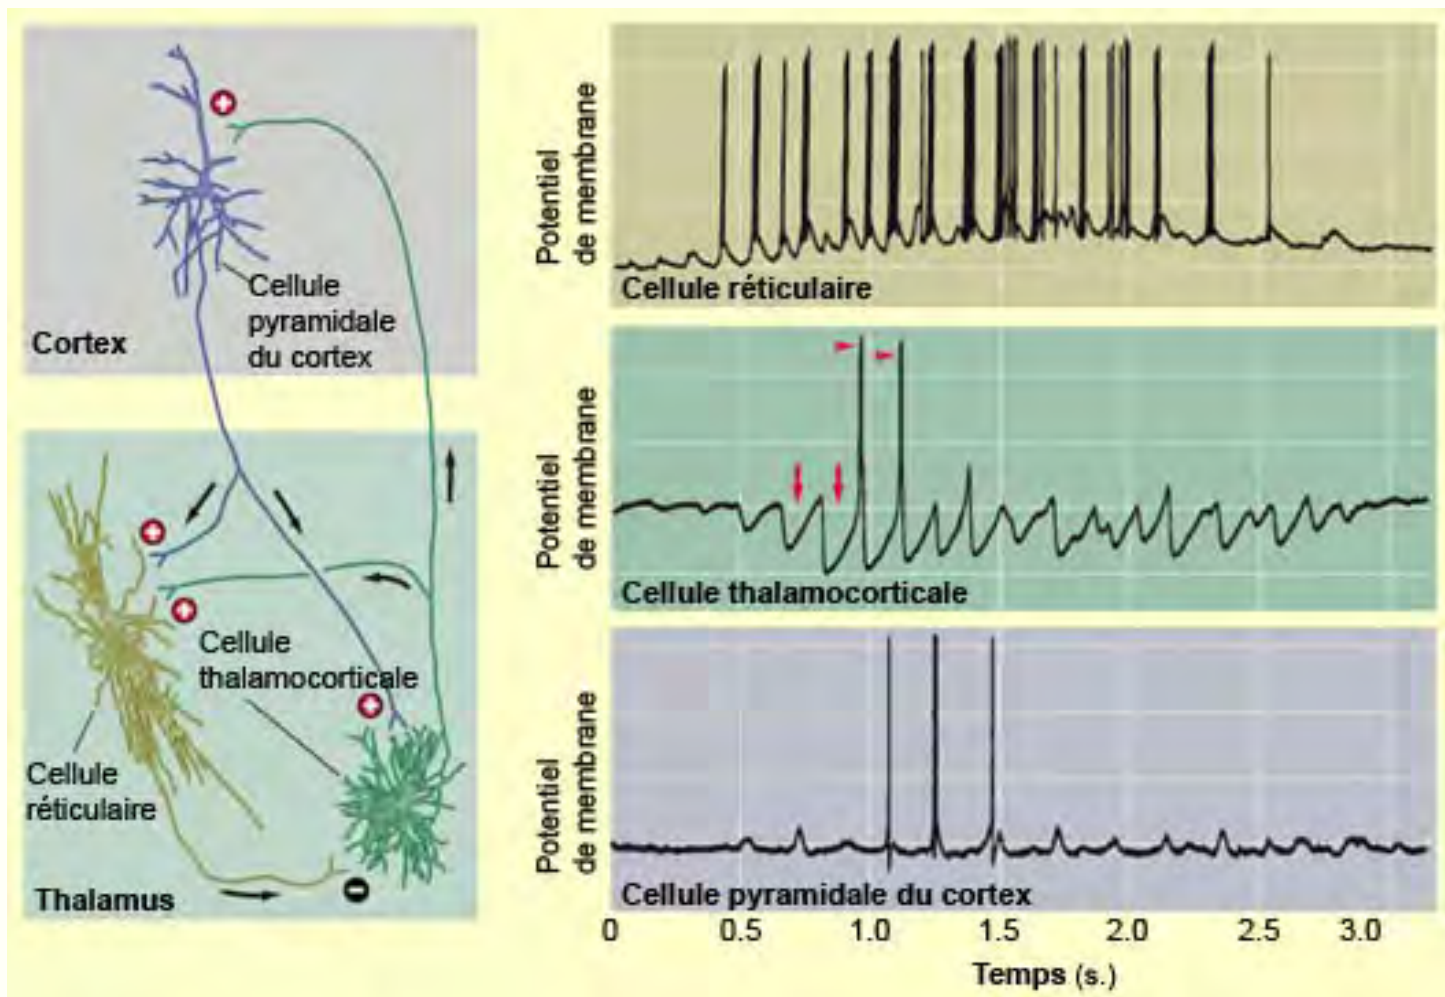 Cellule
pyramidale
du cortex
Cortex
Cellule
thalamocorticale
Cellule
réticulaire
Thalamus
Potentiel
de membrane
Cellule réticulaire
Potentiel
de membrane
Cellule thalamocorticale
Potentiel
de membrane
Cellule pyramidale du cortex
0 0.5 1.0 1.5 2.0 2.5 3.0
Temps (s.)